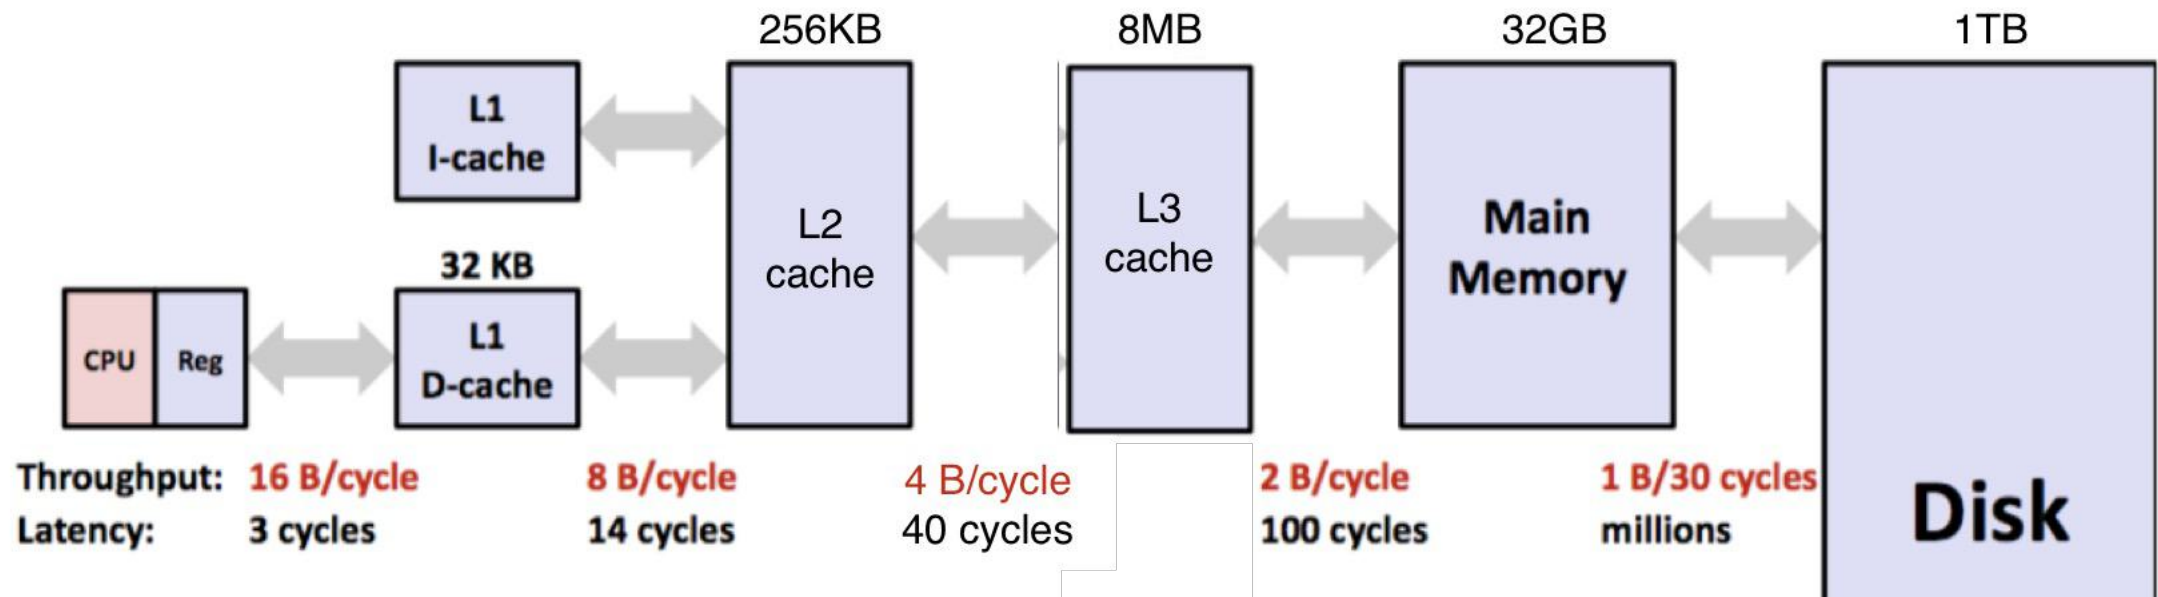 256KB
8MB
32GB
1TB
L1
I-cache
L2
cache
L3
cache
Main
Memory
32 KB
CPU
Reg
L1
D-cache
Disk
Throughput: 16 B/cycle 8 B/cycle 4 B/cycle 2 B/cycle 1 B/30 cycles
Latency: 3 cycles 14 cycles 40 cycles 100 cycles millions